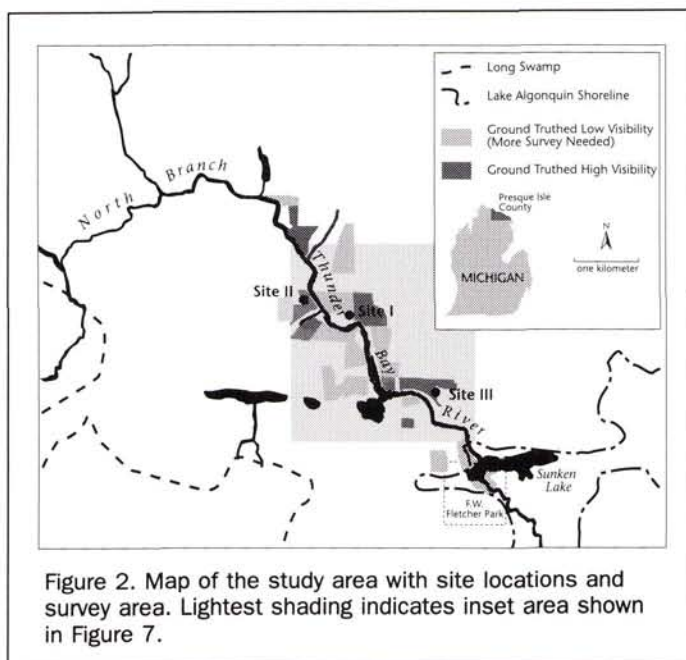 Long Swamp
Lake Algonquin Shoreline
Ground Truthed Low Visibility
(More Survey Needed)
Ground Truthed High Visibility
Presque Isle
County
N
MICHIGAN
one kilometer
North Branch
Thunder
Bay
River
Site II
Site I
Site III
Sunken
Lake
F.W.
Fletcher Park
Figure 2. Map of the study area with site locations and
survey area. Lightest shading indicates inset area shown
in Figure 7.